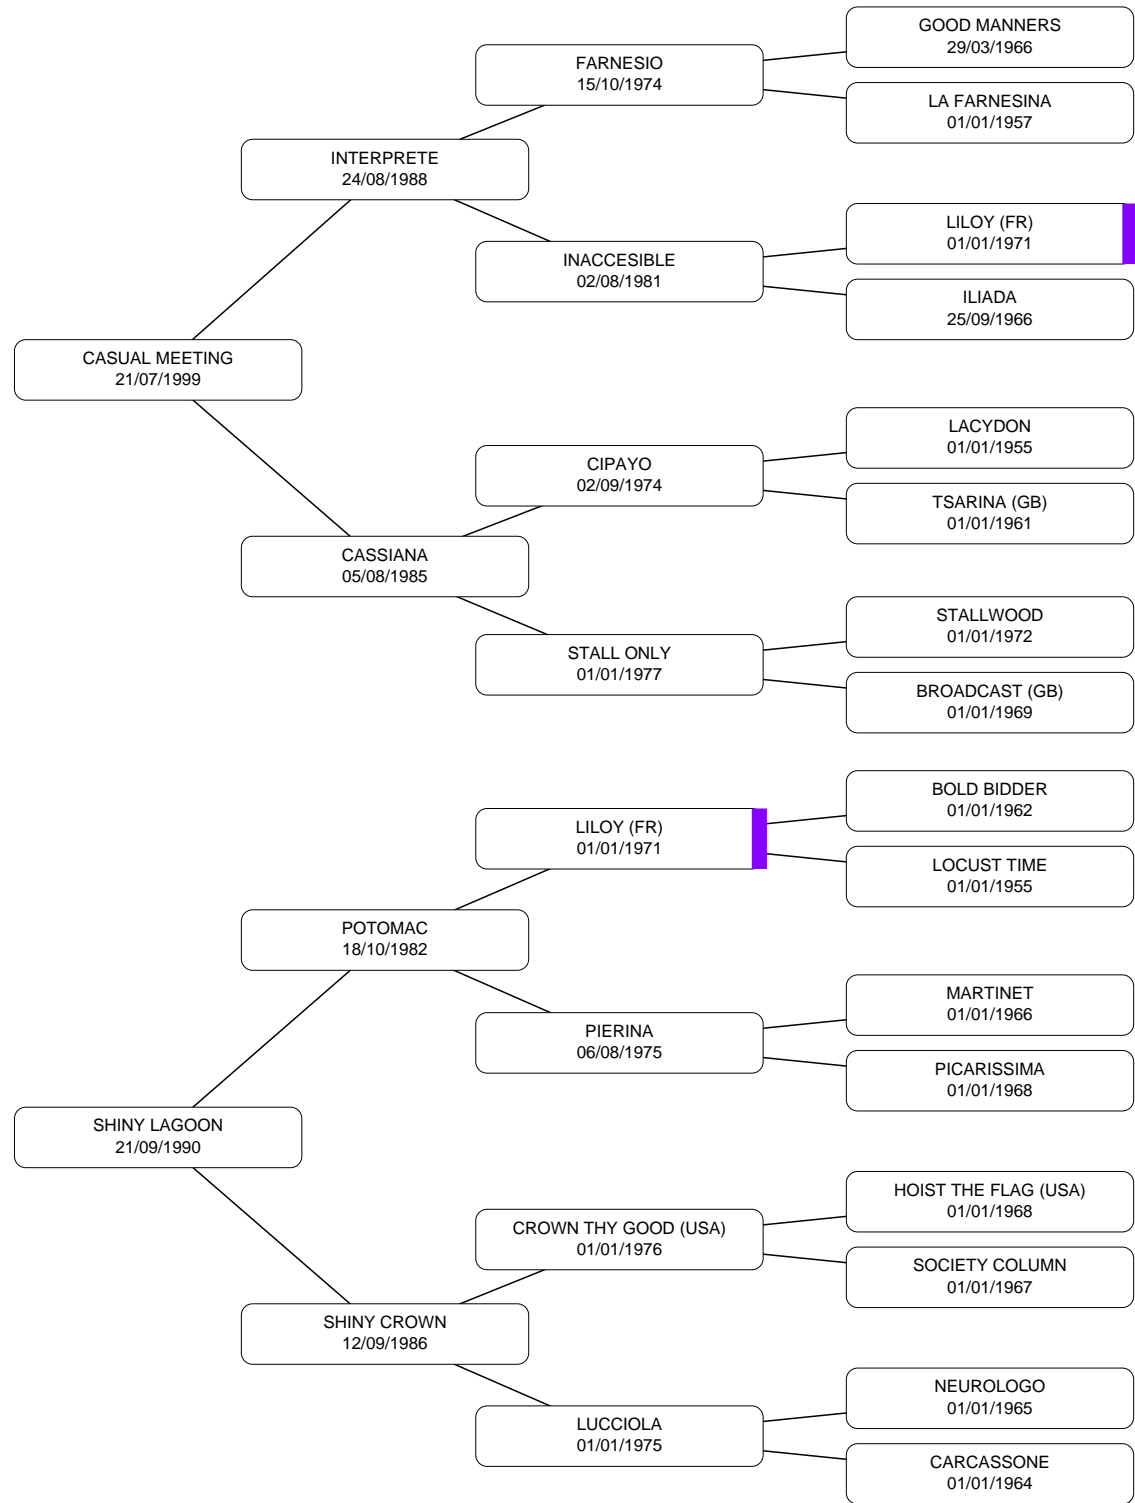 GOOD MANNERS
29/03/1966
FARNESIO
15/10/1974
LA FARNESINA
01/01/1957
INTERPRETE
24/08/1988
LILOY (FR)
01/01/1971
INACCESIBLE
02/08/1981
ILIADA
25/09/1966
CASUAL MEETING
21/07/1999
LACYDON
01/01/1955
CIPAYO
02/09/1974
TSARINA (GB)
01/01/1961
CASSIANA
05/08/1985
STALLWOOD
01/01/1972
STALL ONLY
01/01/1977
BROADCAST (GB)
01/01/1969
BOLD BIDDER
01/01/1962
LILOY (FR)
01/01/1971
LOCUST TIME
01/01/1955
POTOMAC
18/10/1982
MARTINET
01/01/1966
PIERINA
06/08/1975
PICARISSIMA
01/01/1968
SHINY LAGOON
21/09/1990
HOIST THE FLAG (USA)
01/01/1968
CROWN THY GOOD (USA)
01/01/1976
SOCIETY COLUMN
01/01/1967
SHINY CROWN
12/09/1986
NEUROLOGO
01/01/1965
LUCCIOLA
01/01/1975
CARCASSONE
01/01/1964